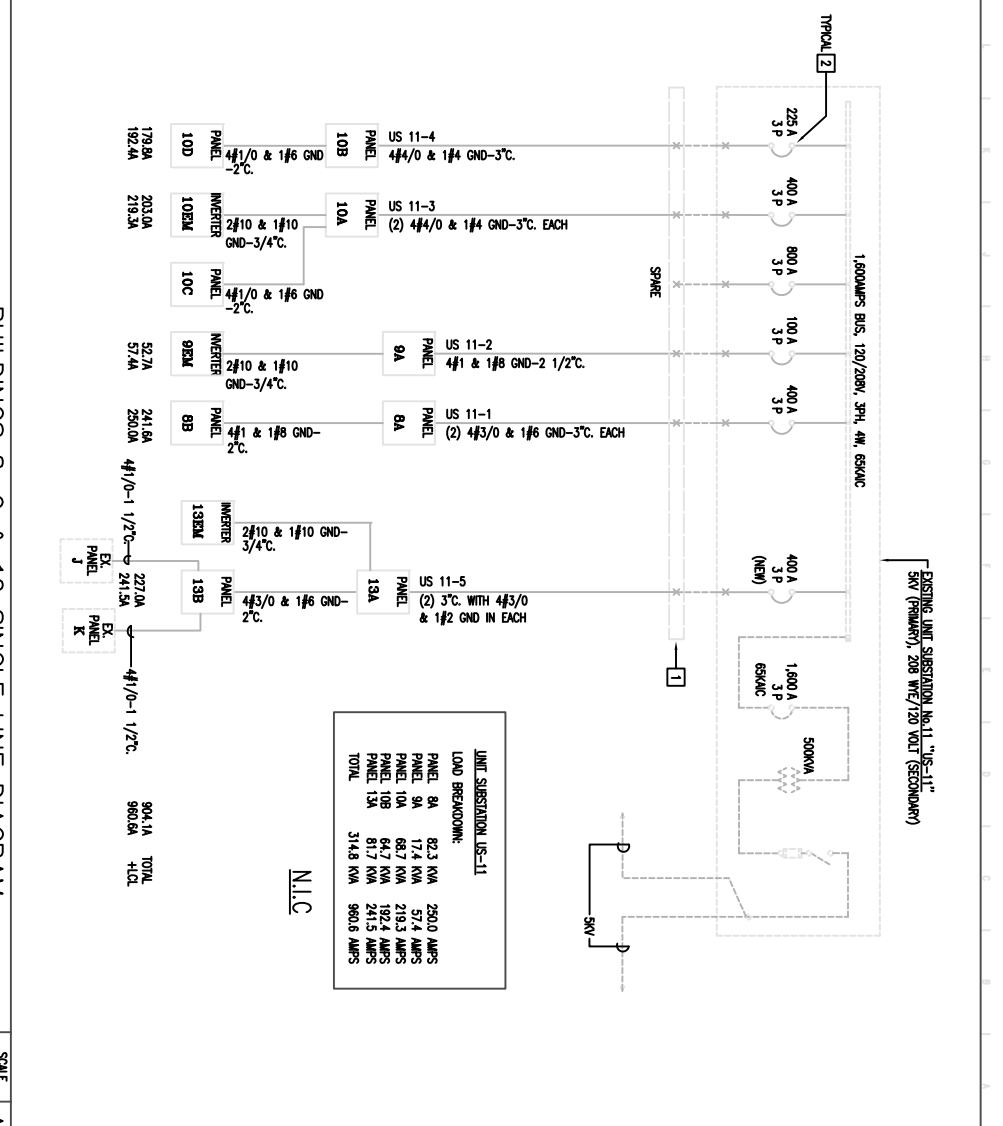 EXISTING UNIT SUBSTATION No.11 "US-11"
5KV (PRIMARY), 208 WYE/120 VOLT (SECONDARY)
1,600AMPS BUS, 120/208V, 3PH, 4W, 65KAIC
TYPICAL 2
225 A
3 P
400 A
3 P
800 A
3 P
100 A
3 P
400 A
3 P
400 A
3 P
(NEW)
1,600 A
3 P
65KAIC
500KVA
5KV
1
SPARE
US 11-4
4#4/0 & 1#4 GND-3"C.
PANEL
10B
4#1/0 & 1#6 GND
-2"C.
PANEL
10D
179.8A
192.4A
US 11-3
(2) 4#4/0 & 1#4 GND-3"C. EACH
PANEL
10A
2#10 & 1#10
GND-3/4"C.
INVERTER
10EM
203.0A
219.3A
4#1/0 & 1#6 GND
-2"C.
PANEL
10C
US 11-2
4#1 & 1#8 GND-2 1/2"C.
PANEL
9A
2#10 & 1#10
GND-3/4"C.
INVERTER
9EM
52.7A
57.4A
US 11-1
(2) 4#3/0 & 1#6 GND-3"C. EACH
PANEL
8A
4#1 & 1#8 GND-
2"C.
PANEL
8B
241.6A
250.0A
US 11-5
(2) 3"C. WITH 4#3/0
& 1#2 GND IN EACH
PANEL
13A
2#10 & 1#10 GND-
3/4"C.
INVERTER
13EM
4#3/0 & 1#6 GND-
2"C.
PANEL
13B
4#1/0-1 1/2"C.
227.0A
241.5A
EX.
PANEL
J
EX.
PANEL
K
4#1/0-1 1/2"C.
904.1A TOTAL
960.6A +LCL
UNIT SUBSTATION US-11
LOAD BREAKDOWN:
PANEL 8A 82.3 KVA 250.0 AMPS
PANEL 9A 17.4 KVA 57.4 AMPS
PANEL 10A 68.7 KVA 219.3 AMPS
PANEL 10B 64.7 KVA 192.4 AMPS
PANEL 13A 81.7 KVA 241.5 AMPS
TOTAL 314.8 KVA 960.6 AMPS
N.I.C
SCALE